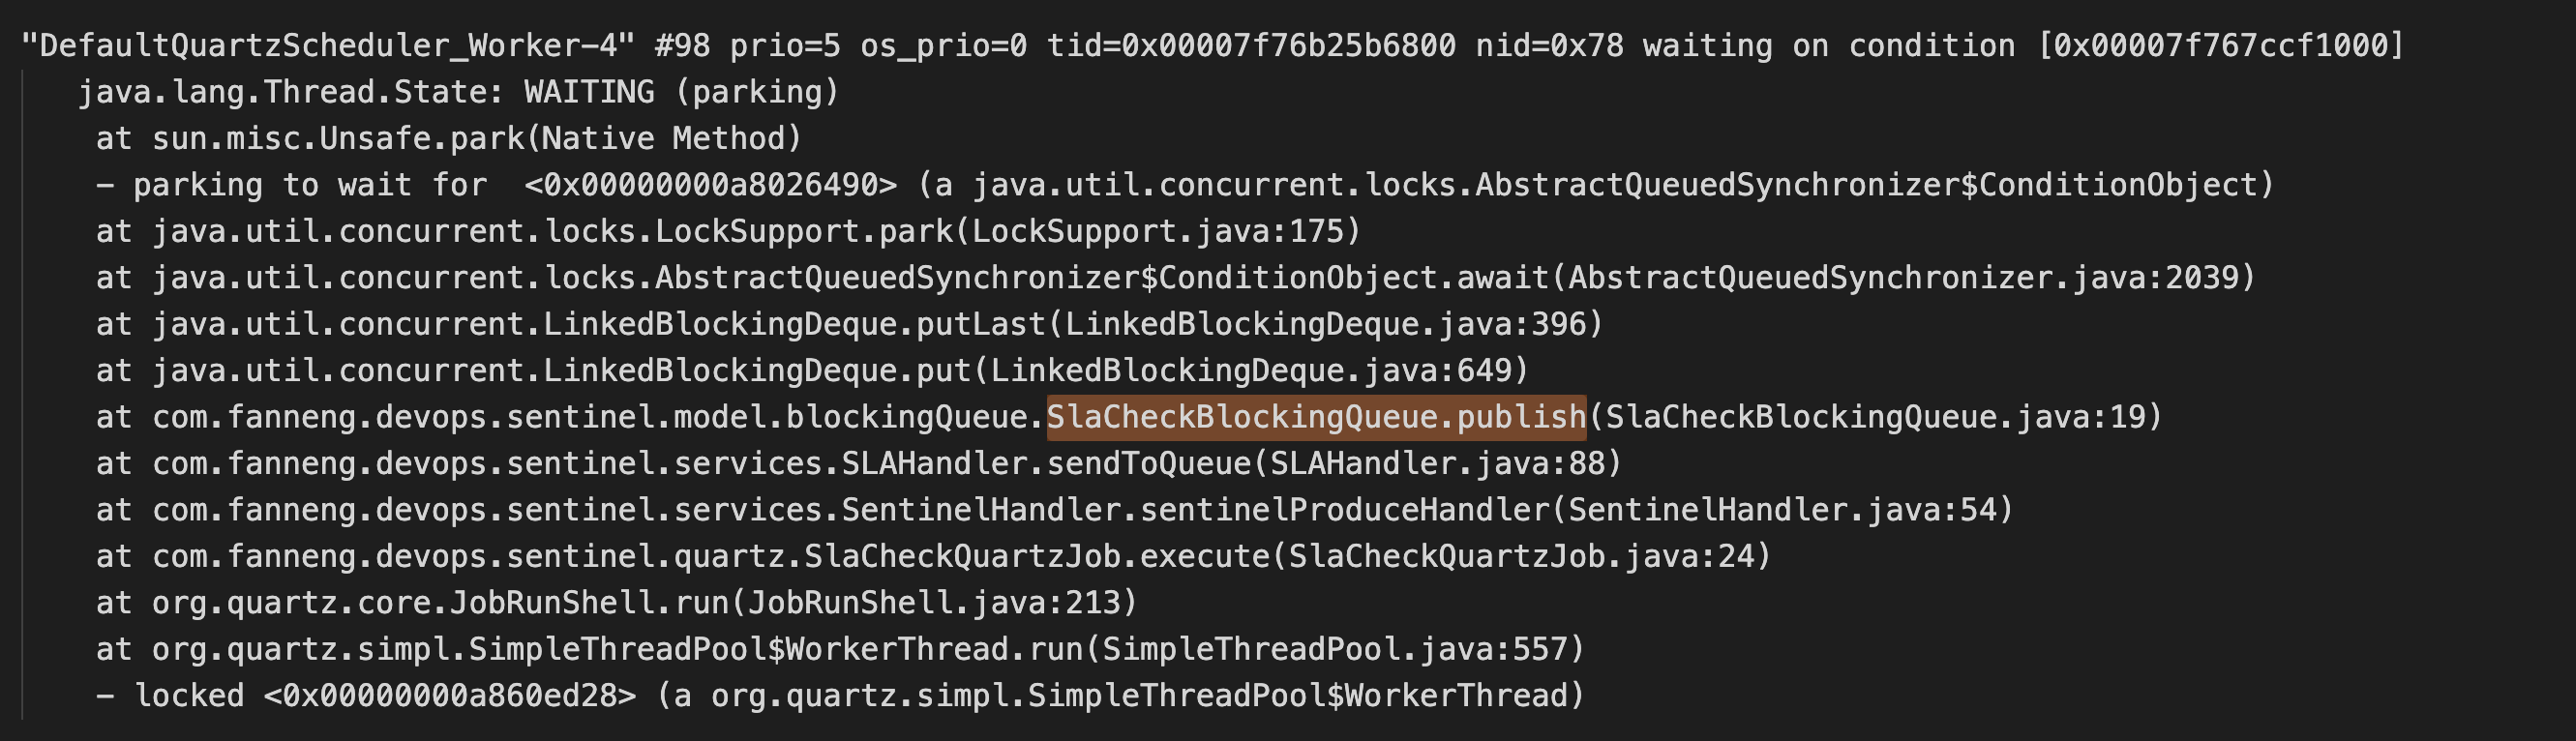 "DefaultQuartzScheduler_Worker-4" #98 prio=5 os_prio=0 tid=0x00007f76b25b6800 nid=0x78 waiting on condition [0x00007f767ccf1000]
java.lang.Thread.State: WAITING (parking)
at sun.misc.Unsafe.park(Native Method)
- parking to wait for  <0x00000000a8026490> (a java.util.concurrent.locks.AbstractQueuedSynchronizer$ConditionObject)
at java.util.concurrent.locks.LockSupport.park(LockSupport.java:175)
at java.util.concurrent.locks.AbstractQueuedSynchronizer$ConditionObject.await(AbstractQueuedSynchronizer.java:2039)
at java.util.concurrent.LinkedBlockingDeque.putLast(LinkedBlockingDeque.java:396)
at java.util.concurrent.LinkedBlockingDeque.put(LinkedBlockingDeque.java:649)
at com.fanneng.devops.sentinel.model.blockingQueue.SlaCheckBlockingQueue.publish(SlaCheckBlockingQueue.java:19)
at com.fanneng.devops.sentinel.services.SLAHandler.sendToQueue(SLAHandler.java:88)
at com.fanneng.devops.sentinel.services.SentinelHandler.sentinelProduceHandler(SentinelHandler.java:54)
at com.fanneng.devops.sentinel.quartz.SlaCheckQuartzJob.execute(SlaCheckQuartzJob.java:24)
at org.quartz.core.JobRunShell.run(JobRunShell.java:213)
at org.quartz.simpl.SimpleThreadPool$WorkerThread.run(SimpleThreadPool.java:557)
- locked <0x00000000a860ed28> (a org.quartz.simpl.SimpleThreadPool$WorkerThread)